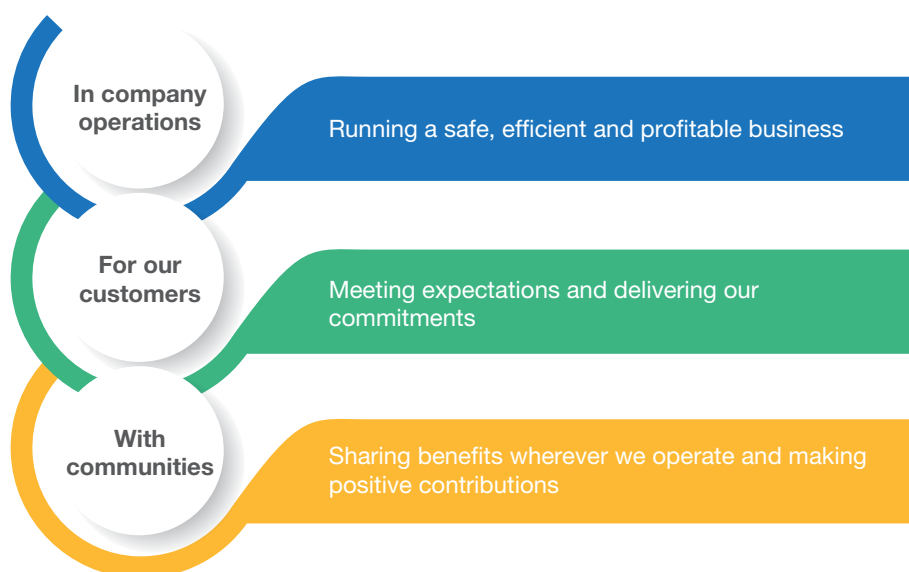 In company
operations
Running a safe, efficient and profitable business
For our
customers
Meeting expectations and delivering our
commitments
With
communities
Sharing benefits wherever we operate and making
positive contributions